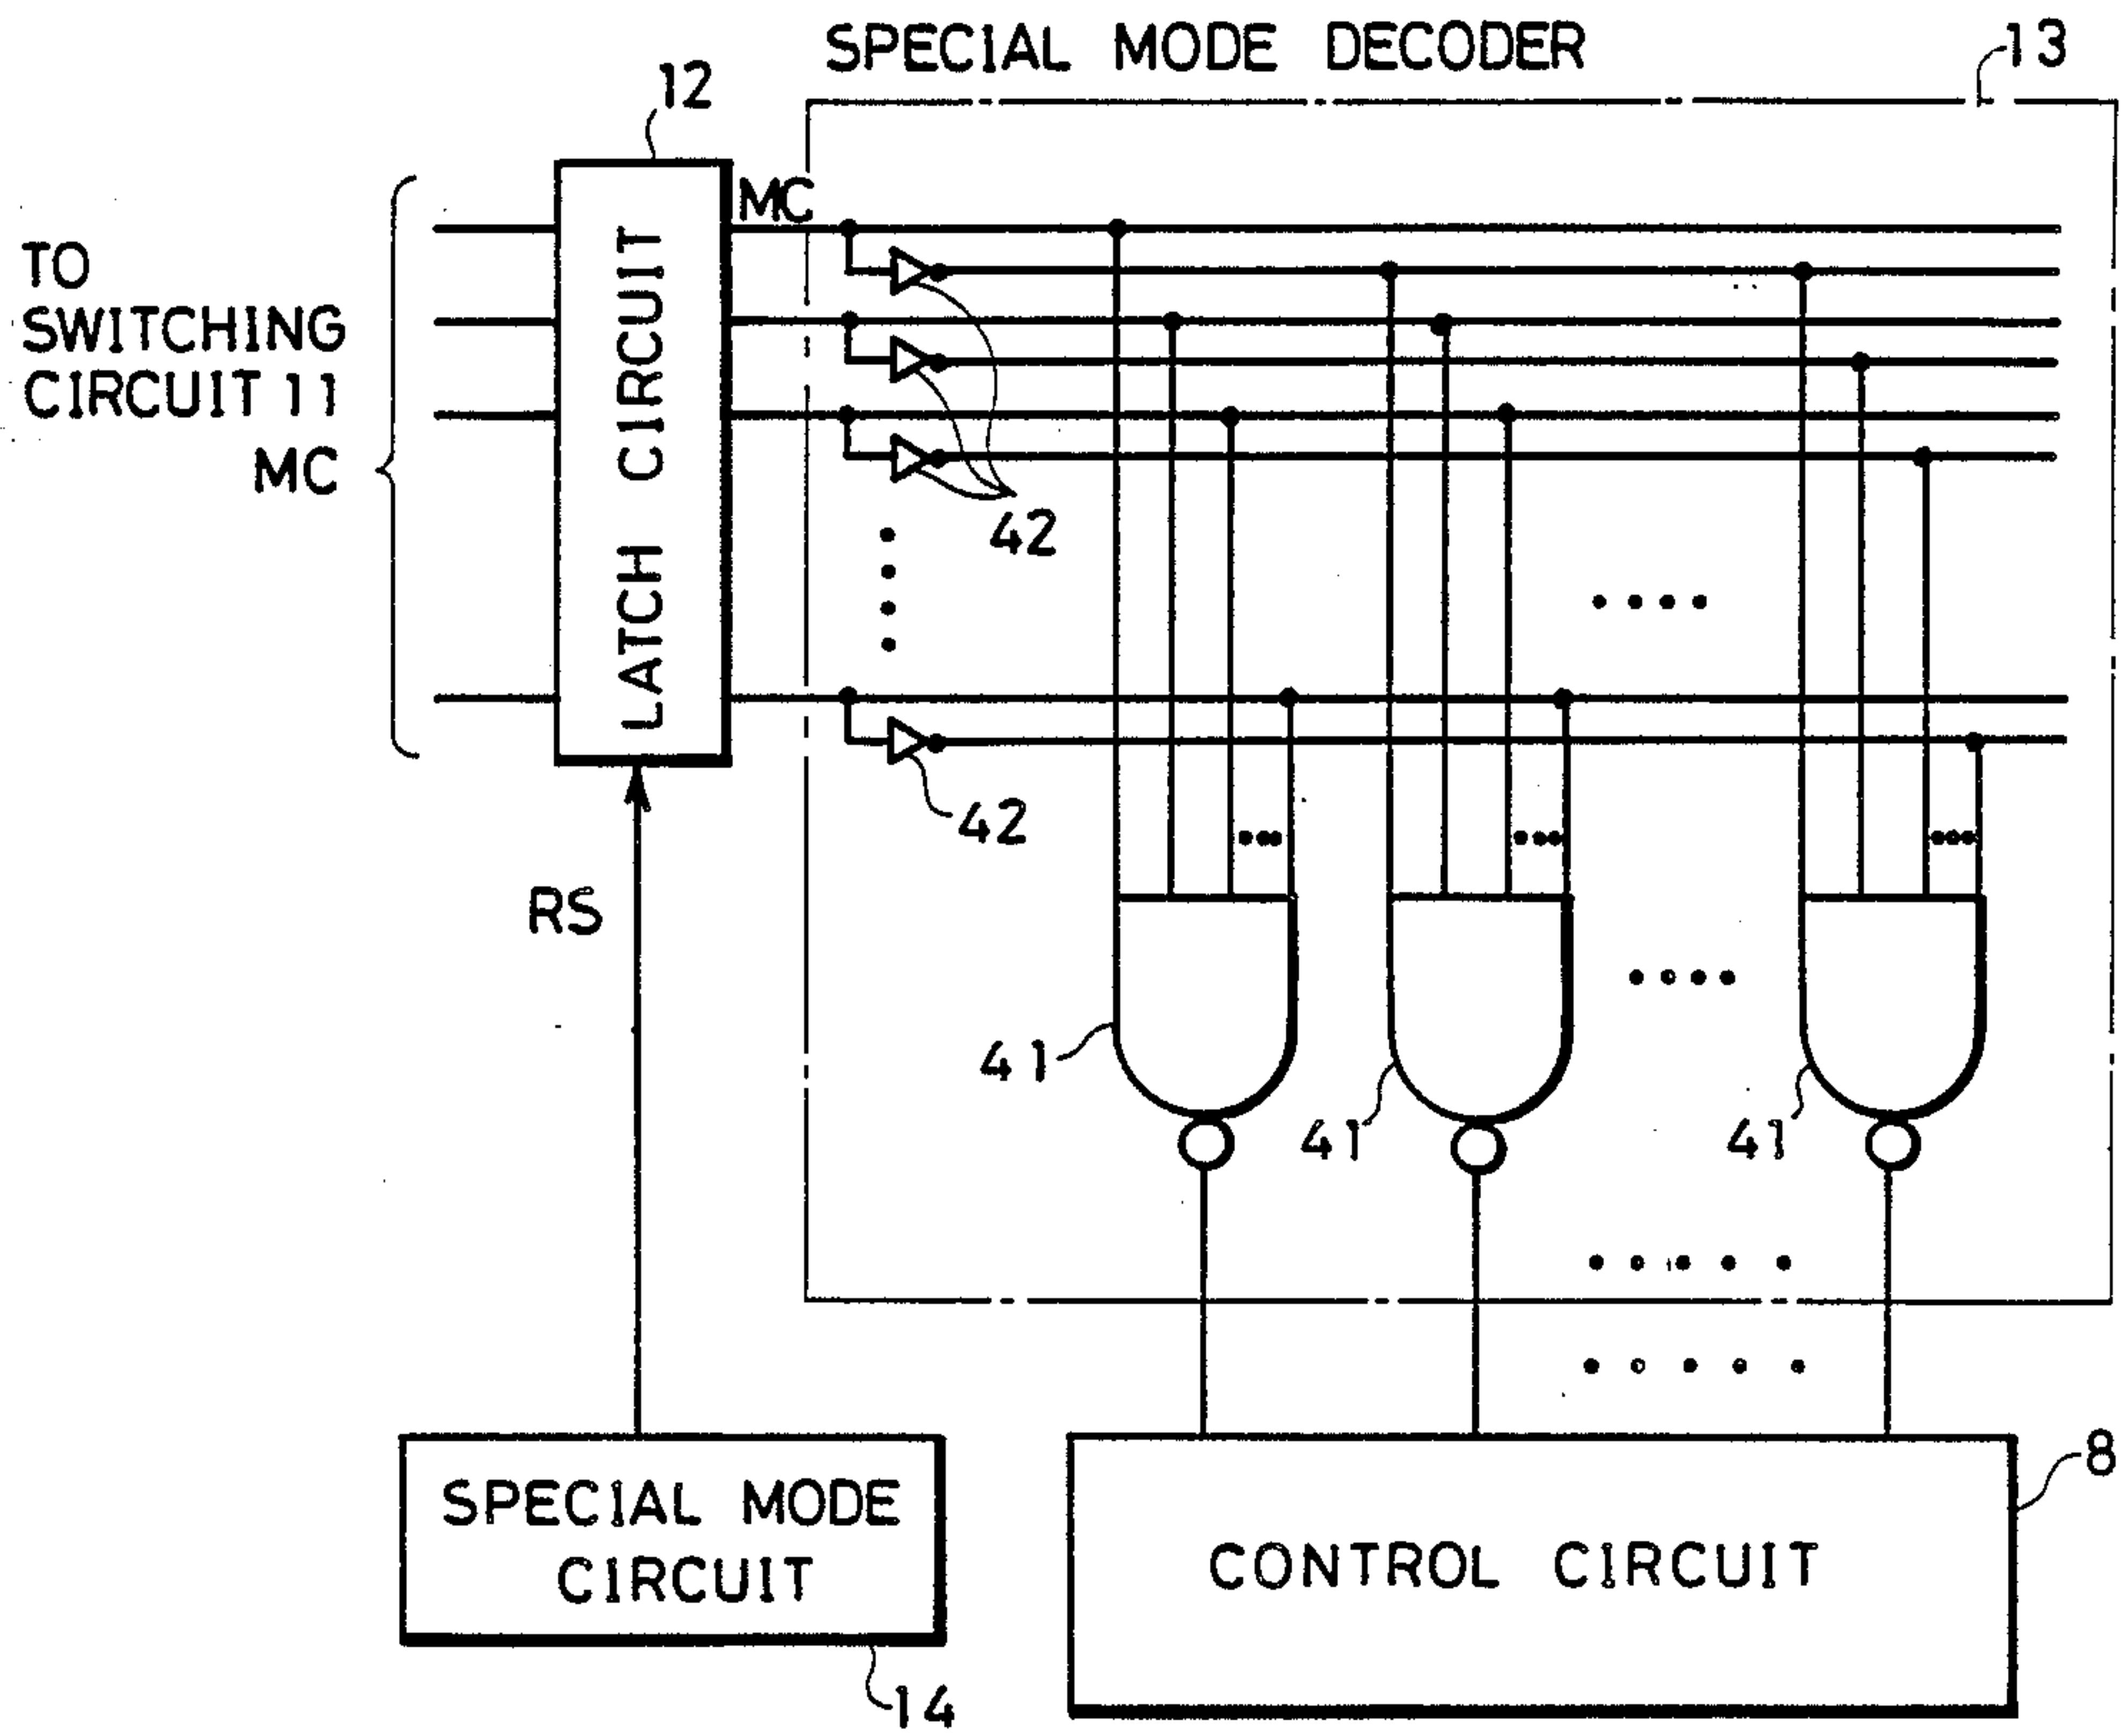 SPECIAL MODE DECODER
13
12
MC
TO
SWITCHING
CIRCUIT 11
MC
LATCH CIRCUIT
42
42
RS
41
41
41
SPECIAL MODE
CIRCUIT
14
CONTROL CIRCUIT
8